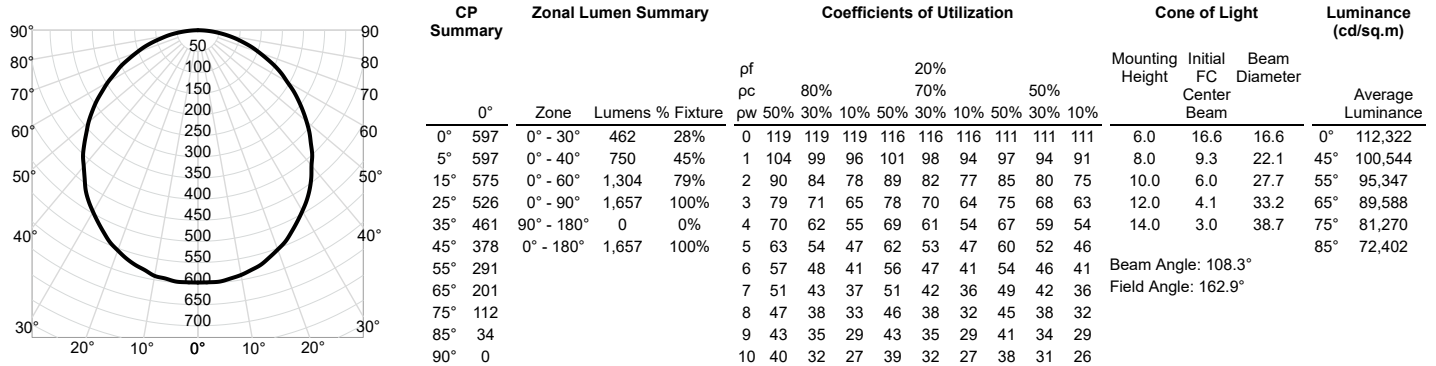 90° 90
80° 80
70° 70
60° 60
50° 50°
40° 40°
30° 30°
20° 10° 0° 10° 20°
50
100
150
200
250
300
350
400
450
500
550
600
650
700
CP Summary
0°
0° 597
5° 597
15° 575
25° 526
35° 461
45° 378
55° 291
65° 201
75° 112
85° 34
90° 0
Zonal Lumen Summary
Zone Lumens % Fixture
0° - 30° 462 28%
0° - 40° 750 45%
0° - 60° 1,304 79%
0° - 90° 1,657 100%
90° - 180° 0 0%
0° - 180° 1,657 100%
Coefficients of Utilization
ρf 20%
ρc 80% 70% 50%
ρw 50% 30% 10% 50% 30% 10% 50% 30% 10%
0 119 119 119 116 116 116 111 111 111
1 104 99 96 101 98 94 97 94 91
2 90 84 78 89 82 77 85 80 75
3 79 71 65 78 70 64 75 68 63
4 70 62 55 69 61 54 67 59 54
5 63 54 47 62 53 47 60 52 46
6 57 48 41 56 47 41 54 46 41
7 51 43 37 51 42 36 49 42 36
8 47 38 33 46 38 32 45 38 32
9 43 35 29 43 35 29 41 34 29
10 40 32 27 39 32 27 38 31 26
Cone of Light
Mounting Height Initial FC Center Beam Beam Diameter
6.0 16.6 16.6
8.0 9.3 22.1
10.0 6.0 27.7
12.0 4.1 33.2
14.0 3.0 38.7
Beam Angle: 108.3°
Field Angle: 162.9°
Luminance
(cd/sq.m)
Average
Luminance
0° 112,322
45° 100,544
55° 95,347
65° 89,588
75° 81,270
85° 72,402